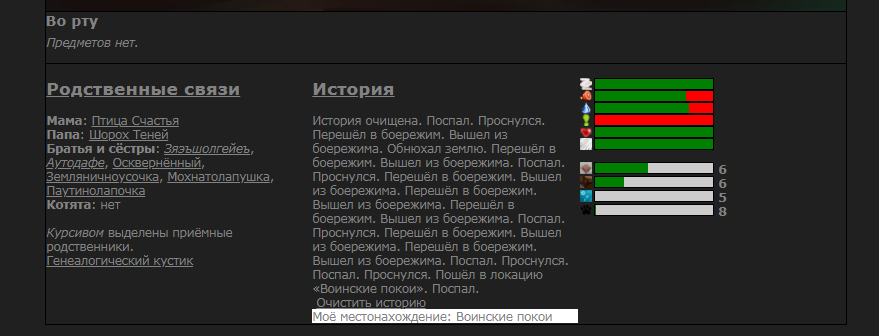 Во рту
Предметов нет.
Родственные связи
Мама: Птица Счастья
Папа: Шорох Теней
Братья и сёстры: Зяэъшолгейеъ,
Аутодафе, Осквернённый,
Земляничноусочка, Мохнатолапушка,
Паутинолапочка
Котята: нет
Курсивом выделены приёмные
родственники.
Генеалогический кустик
История
История очищена. Поспал. Проснулся.
Перешёл в боережим. Вышел из
боережима. Обнюхал землю. Перешёл в
боережим. Вышел из боережима. Поспал.
Проснулся. Перешёл в боережим. Вышел
из боережима. Перешёл в боережим.
Вышел из боережима. Перешёл в
боережим. Вышел из боережима. Поспал.
Проснулся. Перешёл в боережим. Вышел
из боережима. Перешёл в боережим.
Вышел из боережима. Поспал. Проснулся.
Поспал. Проснулся. Пошёл в локацию
«Воинские покои». Поспал.
Очистить историю
Моё местонахождение: Воинские покои
6
6
5
8